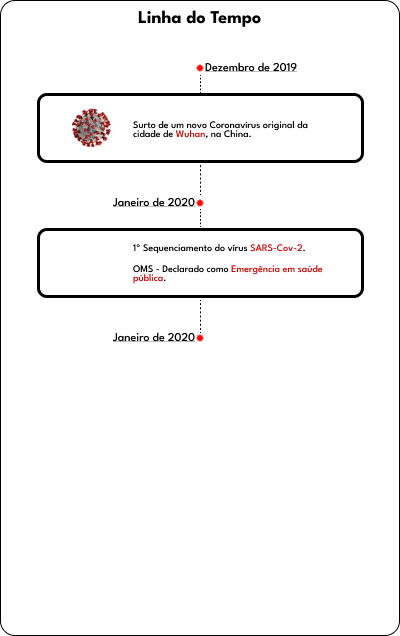 Linha do Tempo
Dezembro de 2019
Surto de um novo Coronavirus original da
cidade de Wuhan, na China.
Janeiro de 2020
1º Sequenciamento do vírus SARS-Cov-2.
OMS - Declarado como Emergência em saúde
pública.
Janeiro de 2020